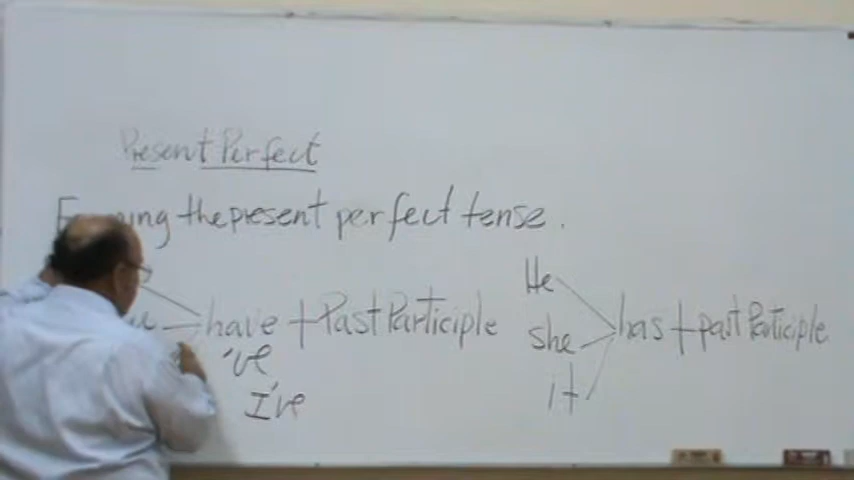 Present Perfect
the present perfect tense .
have + Past Participle
've
I've
He
she
it
has + past Participle